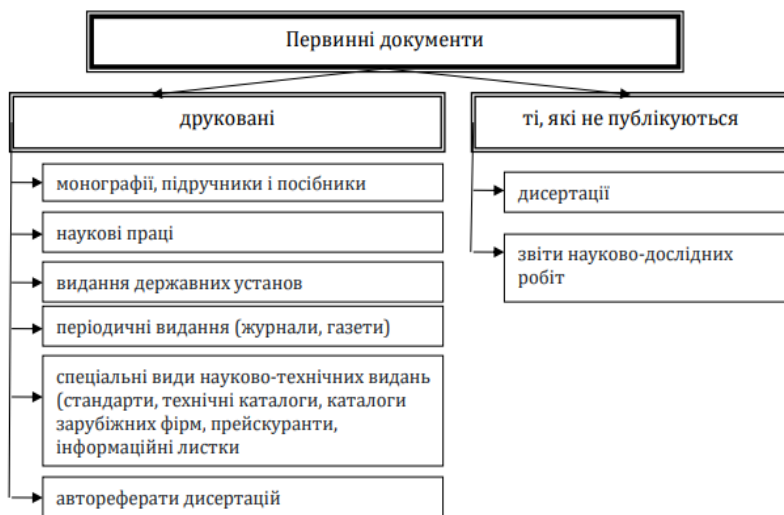 Первинні документи
друковані
ті, які не публікуються
монографії, підручники і посібники
наукові праці
видання державних установ
періодичні видання (журнали, газети)
спеціальні види науково-технічних видань
(стандарти, технічні каталоги, каталоги
зарубіжних фірм, прейскуранти,
інформаційні листки
автореферати дисертацій
дисертації
звіти науково-дослідних
робіт